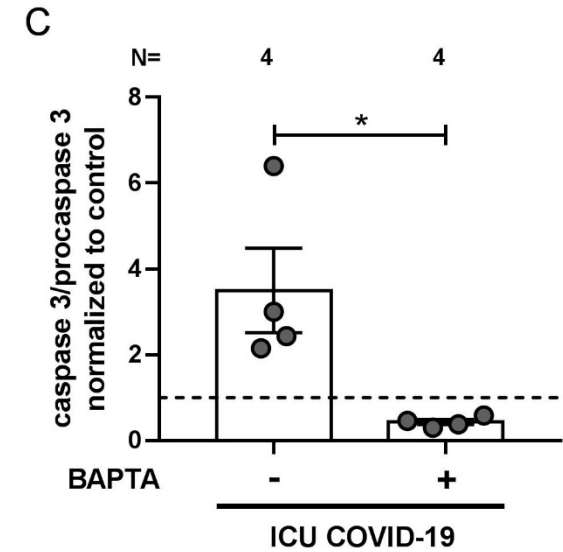 C
N= 4 4
caspase 3/procaspase 3
normalized to control
8
*
6
4
2
0
BAPTA - +
ICU COVID-19